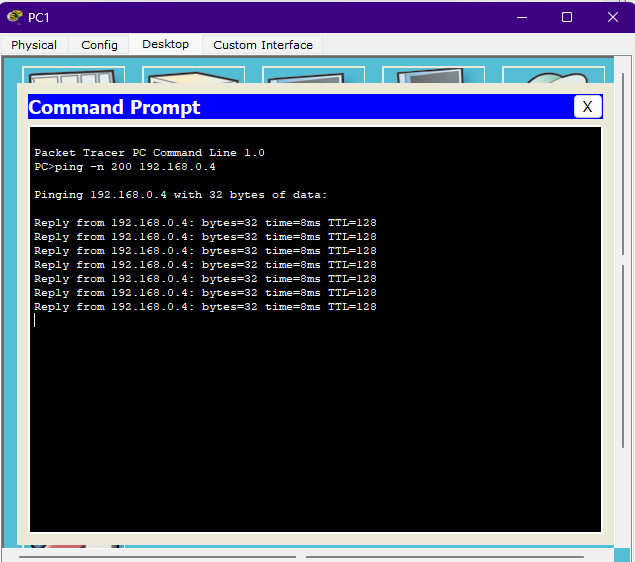 PC1
Physical Config Desktop Custom Interface
Command Prompt X
Packet Tracer PC Command Line 1.0
PC>ping -n 200 192.168.0.4
Pinging 192.168.0.4 with 32 bytes of data:
Reply from 192.168.0.4: bytes=32 time=8ms TTL=128
Reply from 192.168.0.4: bytes=32 time=8ms TTL=128
Reply from 192.168.0.4: bytes=32 time=8ms TTL=128
Reply from 192.168.0.4: bytes=32 time=8ms TTL=128
Reply from 192.168.0.4: bytes=32 time=8ms TTL=128
Reply from 192.168.0.4: bytes=32 time=8ms TTL=128
Reply from 192.168.0.4: bytes=32 time=8ms TTL=128